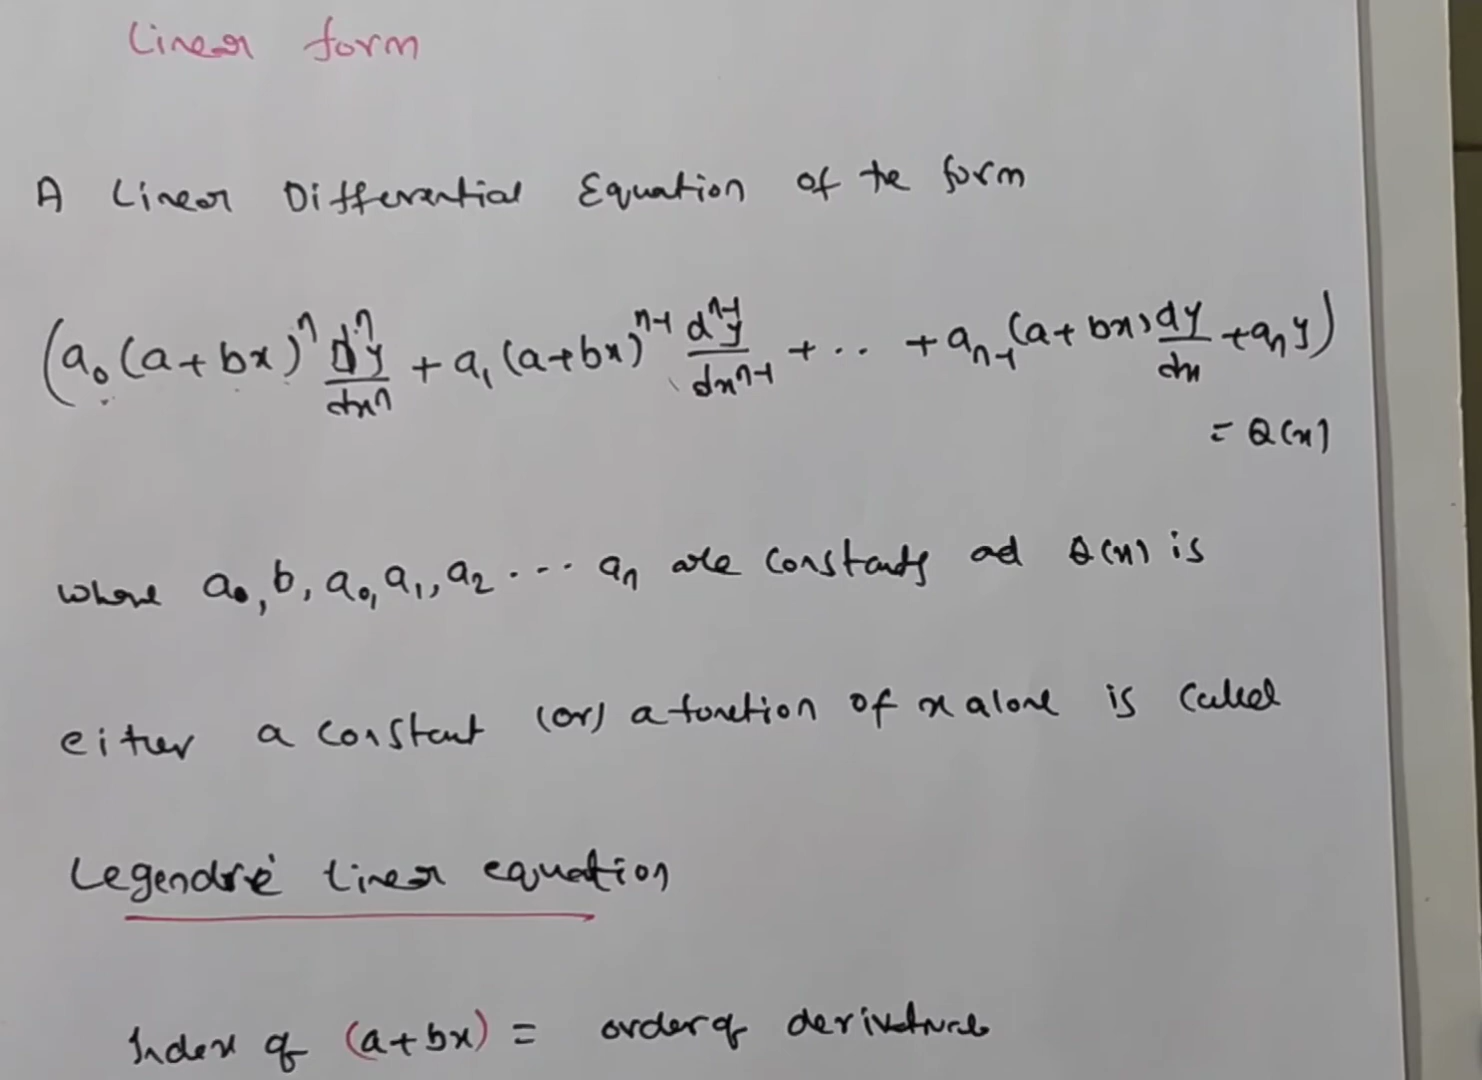 Linear form
A Linear Differential Equation of the form
(a₀(a+bx)ⁿ dⁿy/dxⁿ + a₁(a+bx)ⁿ⁻¹ dⁿ⁻¹y/dxⁿ⁻¹ + ... + aₙ₋₁(a+bx) dy/dx + aₙy)
= Q(x)
where a₀, b, a₀, a₁, a₂ .... aₙ are constants ad Q(x) is
either a constant (or) a function of x alone is called
Legendre linear equation
Index of (a+bx) = order of derivatives